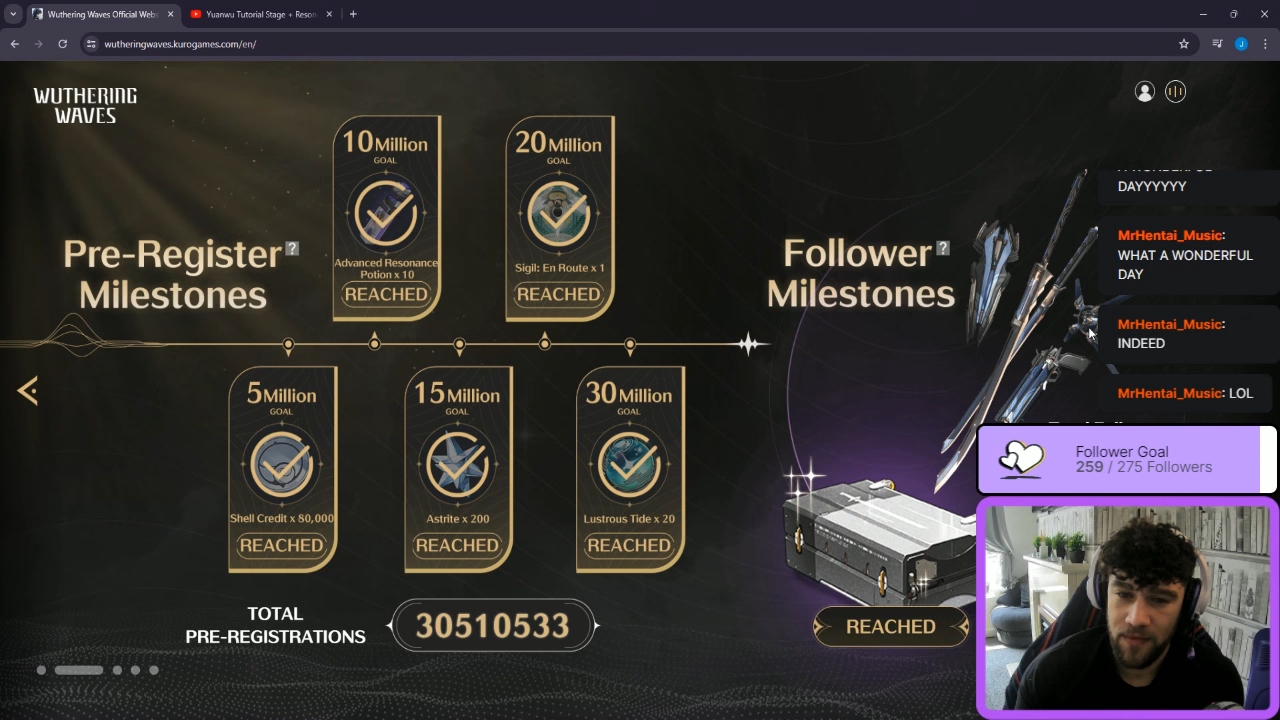 Wuthering Waves Official Webs
Yuanwu Tutorial Stage + Reson
wutheringwaves.kurogames.com/en/
J
WUTHERING
WAVES
10 Million
GOAL
Advanced Resonance
Potion x 10
REACHED
20 Million
GOAL
Sigil: En Route x 1
REACHED
Pre-Register ?
Milestones
Follower ?
Milestones
5 Million
GOAL
Shell Credit x 80,000
REACHED
15 Million
GOAL
Astrite x 200
REACHED
30 Million
GOAL
Lustrous Tide x 20
REACHED
TOTAL
PRE-REGISTRATIONS
30510533
REACHED
DAYYYYYY
MrHentai_Music:
WHAT A WONDERFUL
DAY
MrHentai_Music:
INDEED
MrHentai_Music: LOL
Follower Goal
259 / 275 Followers